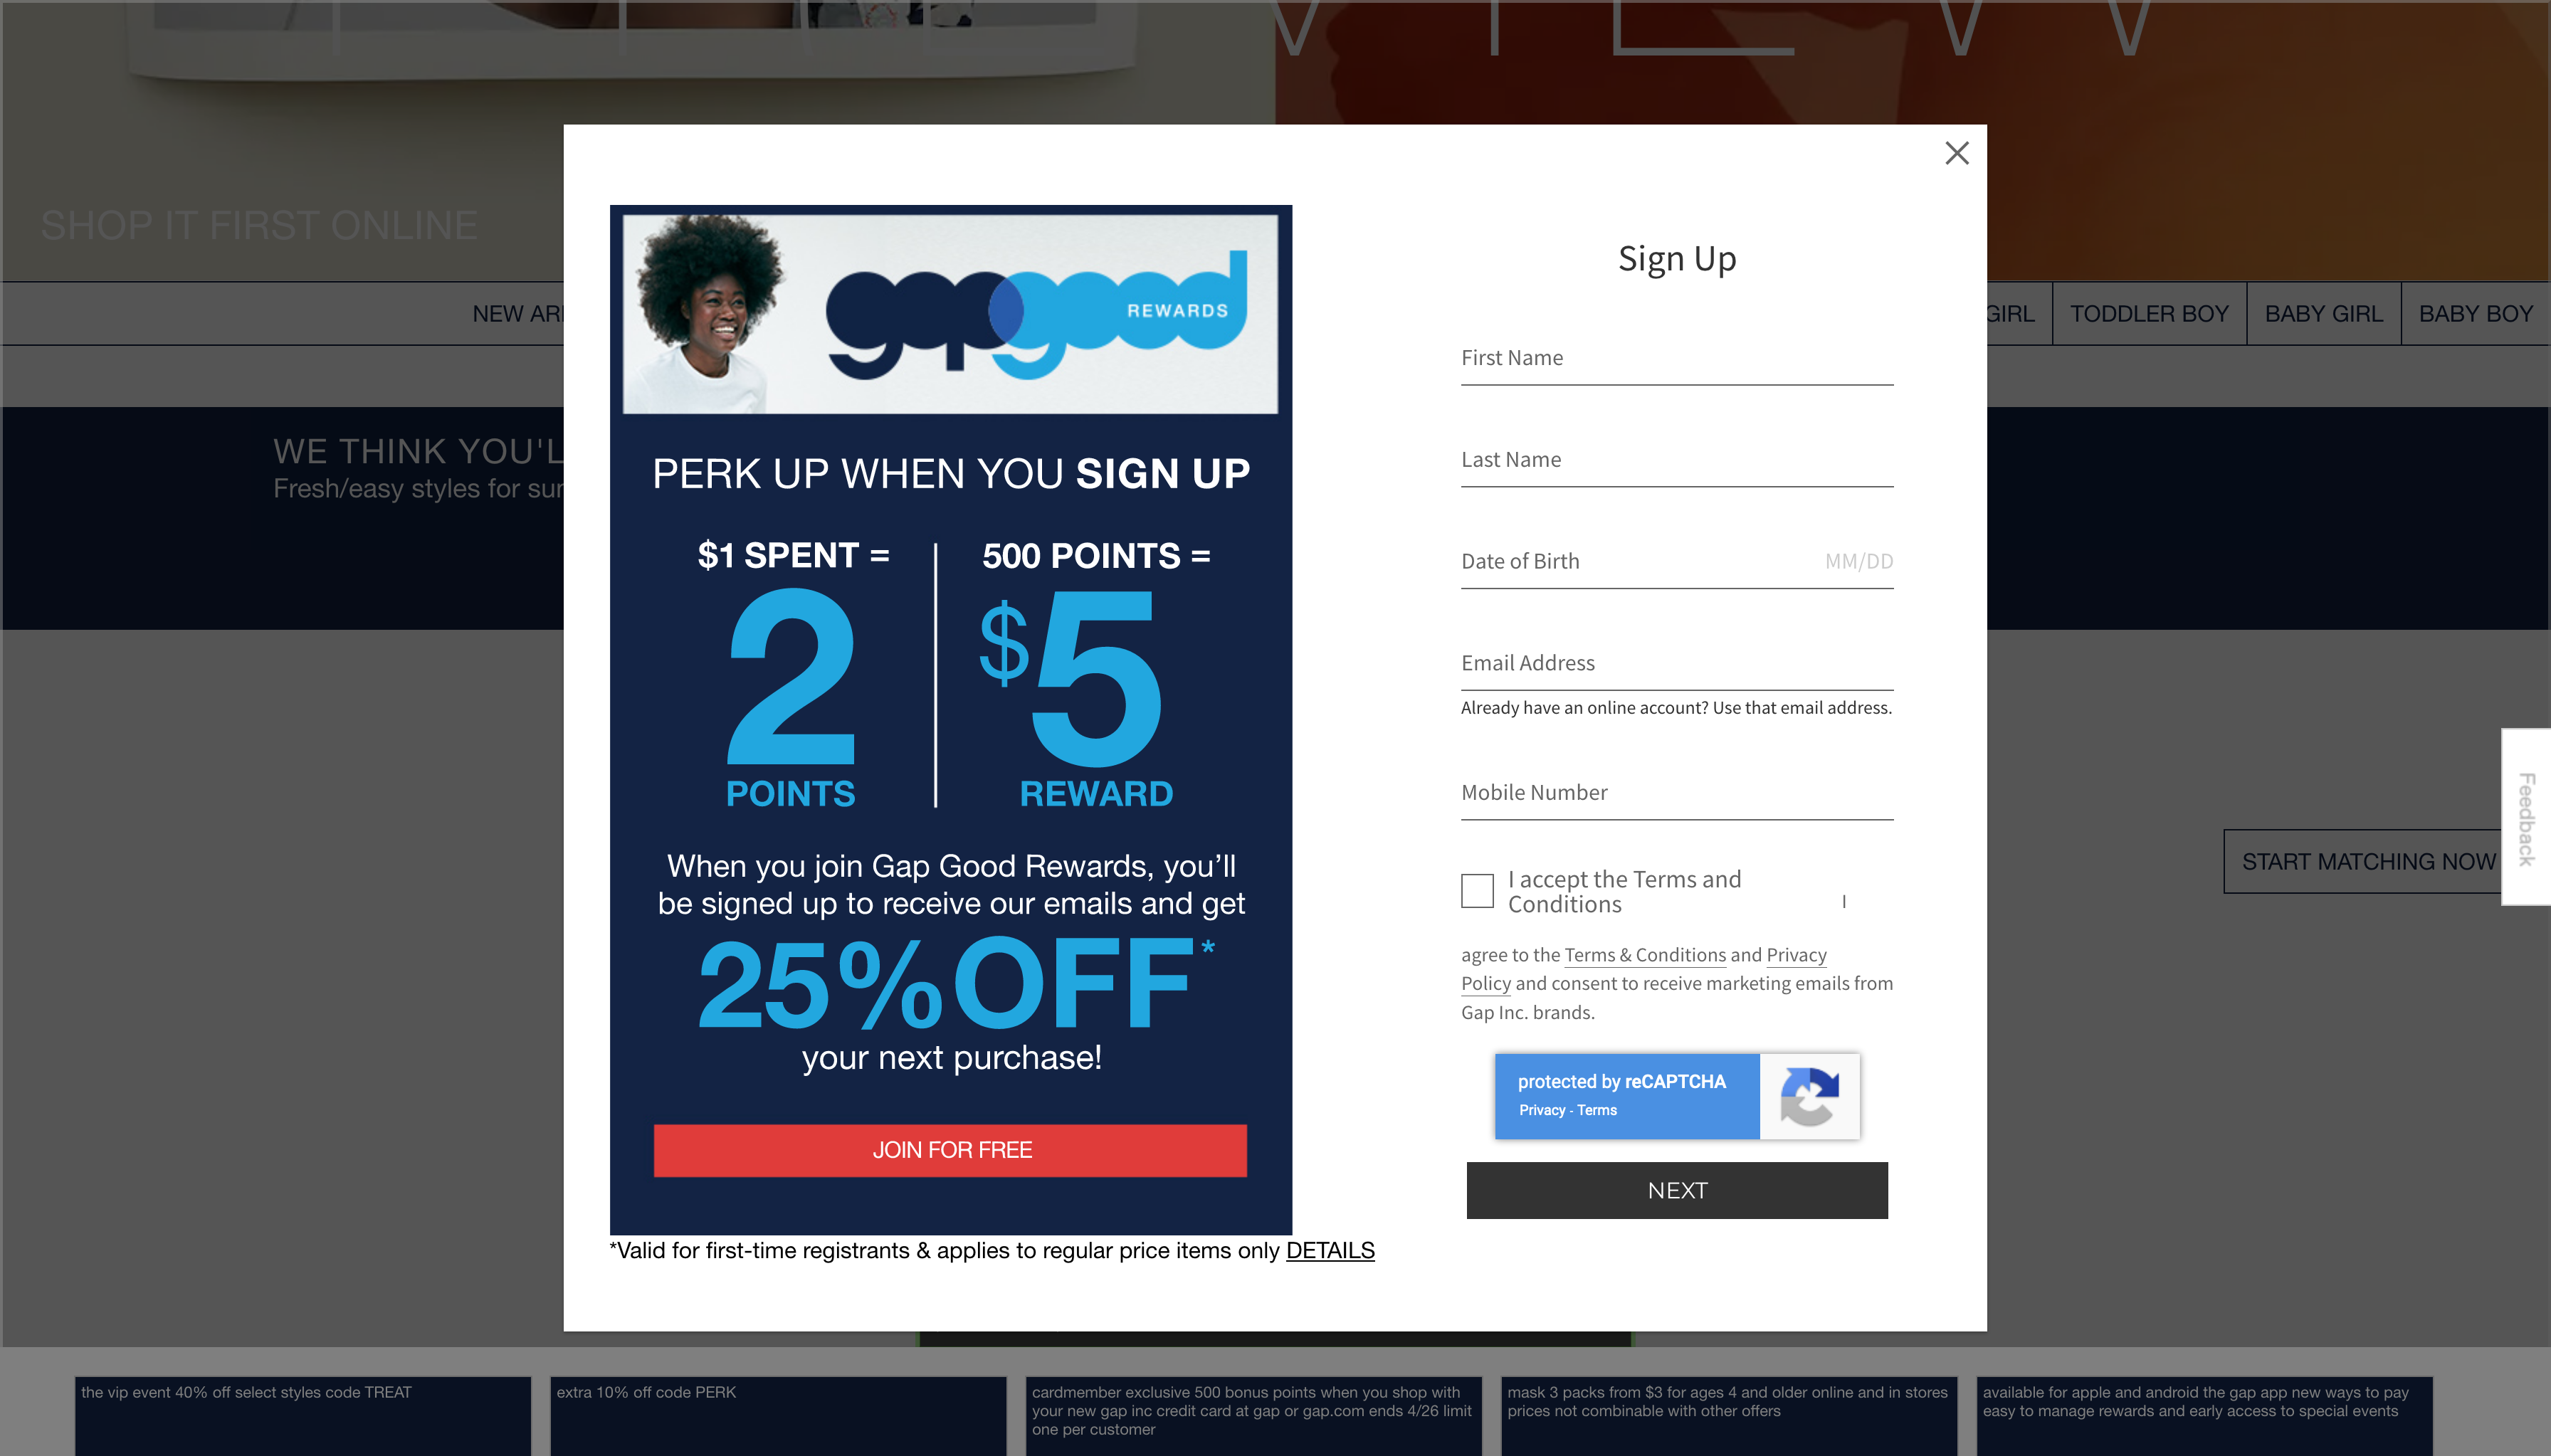 VIEW
SHOP IT FIRST ONLINE
NEW
GIRL
TODDLER BOY
BABY GIRL
BABY BOY
WE THINK YOU'L
Fresh/easy styles for
gapgood
REWARDS
PERK UP WHEN YOU SIGN UP
$1 SPENT =
2
POINTS
500 POINTS =
$5
REWARD
When you join Gap Good Rewards, you’ll
be signed up to receive our emails and get
25%OFF*
your next purchase!
JOIN FOR FREE
*Valid for first-time registrants & applies to regular price items only DETAILS
Sign Up
First Name
Last Name
Date of Birth MM/DD
Email Address
Already have an online account? Use that email address.
Mobile Number
I accept the Terms and
Conditions
I
agree to the Terms & Conditions and Privacy
Policy and consent to receive marketing emails from
Gap Inc. brands.
protected by reCAPTCHA
Privacy - Terms
NEXT
START MATCHING NOW
Feedback
the vip event 40% off select styles code TREAT
extra 10% off code PERK
cardmember exclusive 500 bonus points when you shop with
your new gap inc credit card at gap or gap.com ends 4/26 limit
one per customer
mask 3 packs from $3 for ages 4 and older online and in stores
prices not combinable with other offers
available for apple and android the gap app new ways to pay
easy to manage rewards and early access to special events